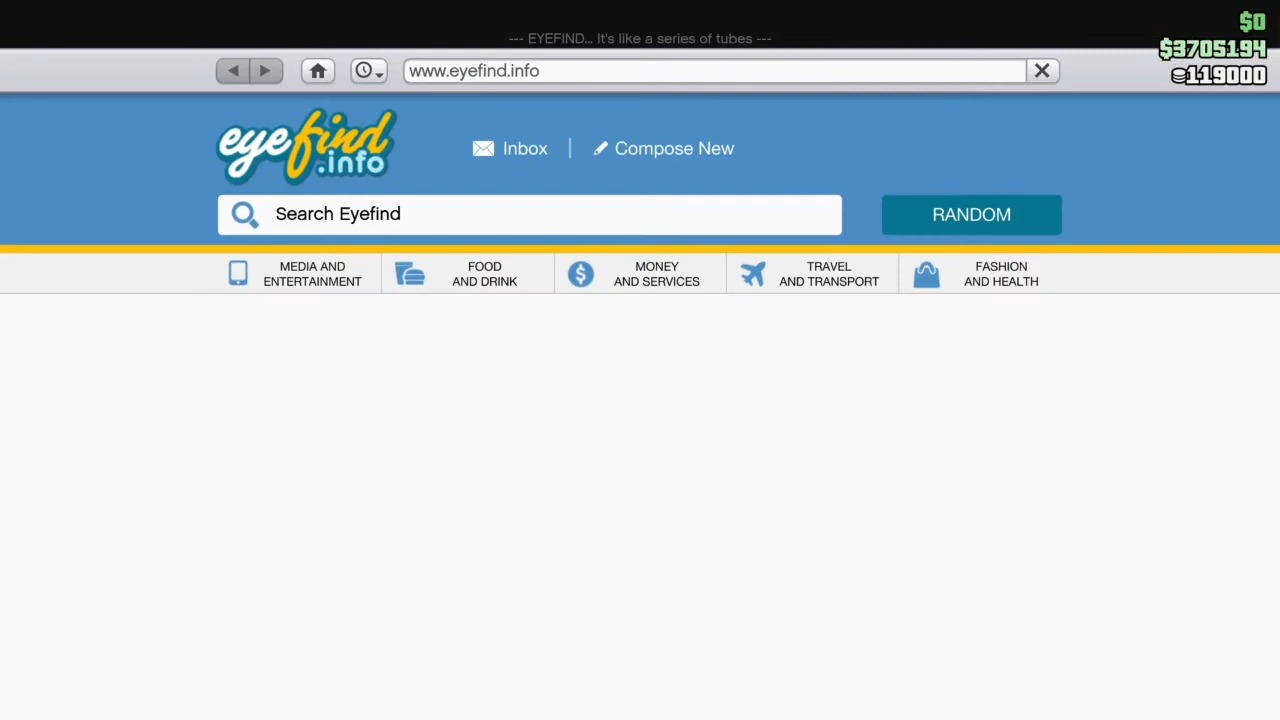 --- EYEFIND... It's like a series of tubes ---
$0
$3705194
119000
www.eyefind.info
eyefind
.info
Inbox
Compose New
Search Eyefind
RANDOM
MEDIA AND
ENTERTAINMENT
FOOD
AND DRINK
MONEY
AND SERVICES
TRAVEL
AND TRANSPORT
FASHION
AND HEALTH